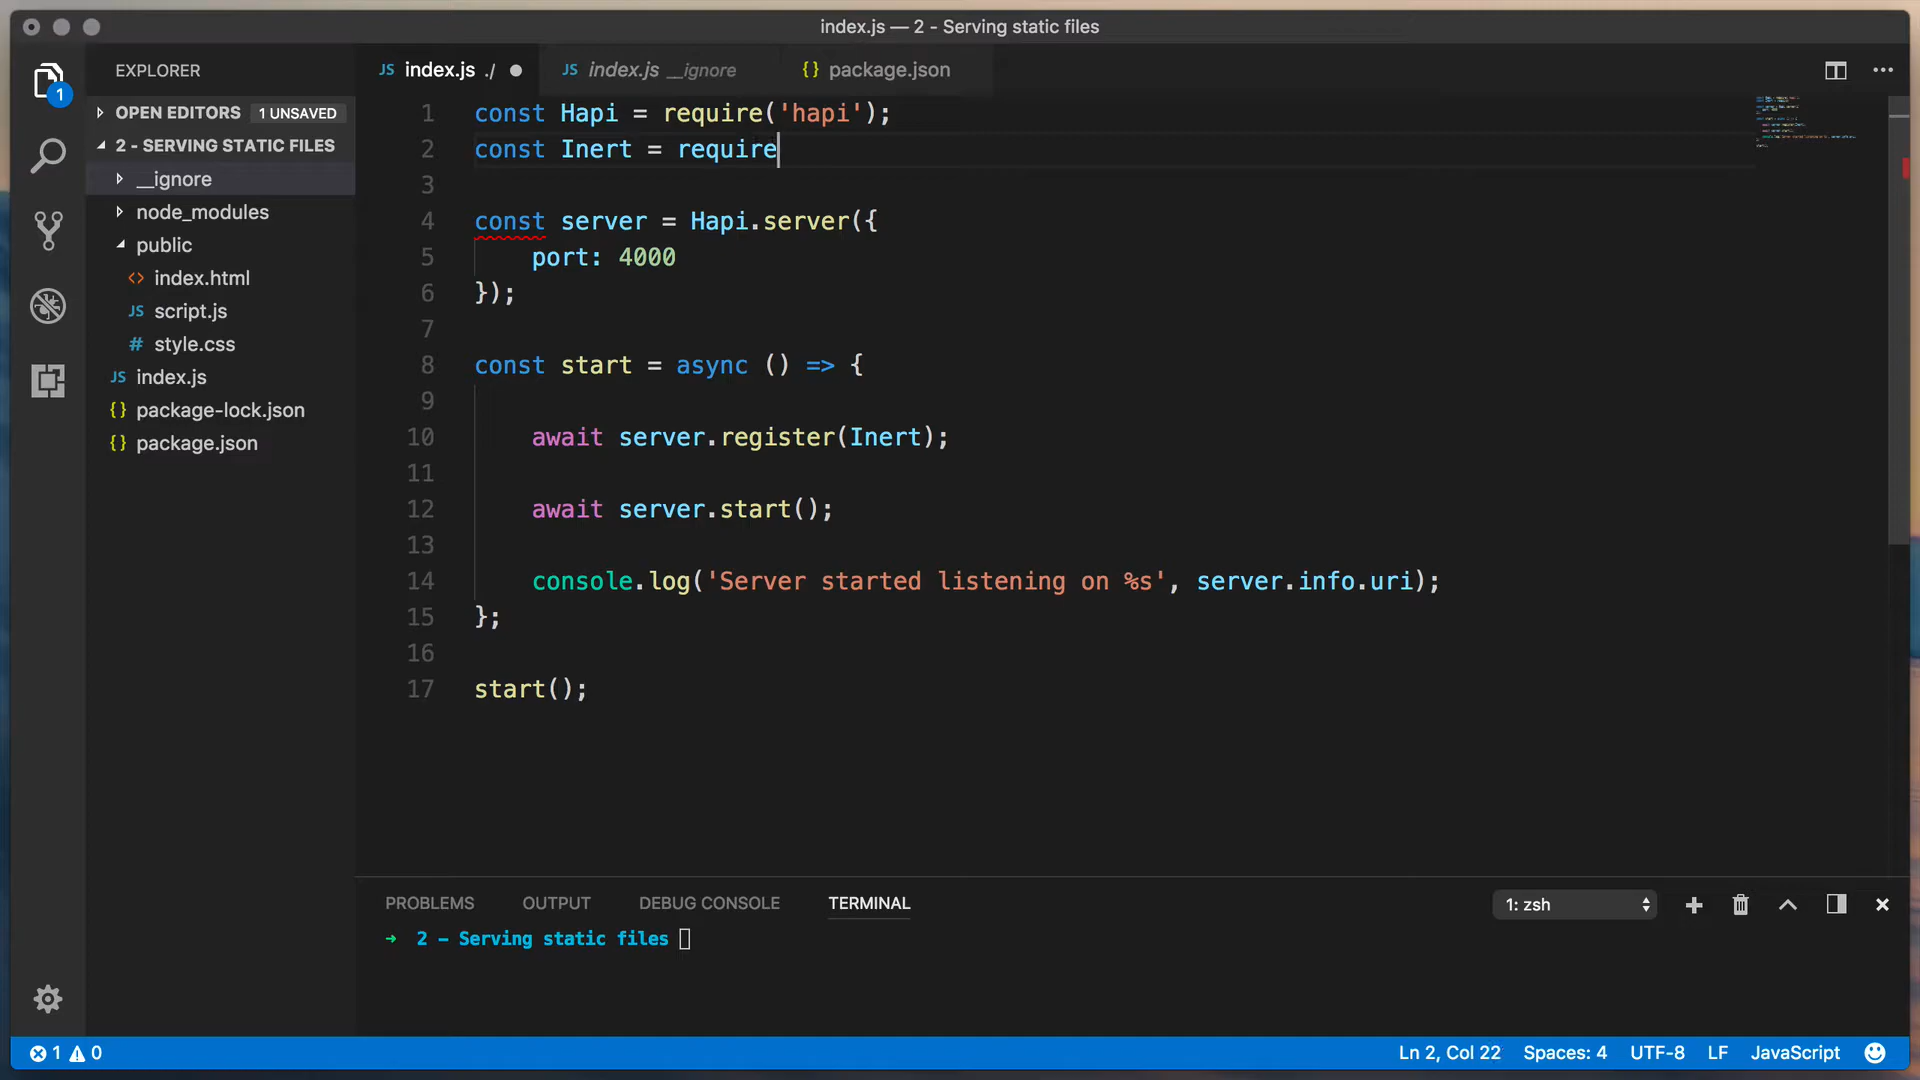 index.js — 2 - Serving static files
EXPLORER
OPEN EDITORS 1 UNSAVED
2 - SERVING STATIC FILES
__ignore
node_modules
public
<> index.html
JS script.js
# style.css
JS index.js
{} package-lock.json
{} package.json
1
JS index.js ./
JS index.js __ignore
{} package.json
1 const Hapi = require('hapi');
2 const Inert = require
3
4 const server = Hapi.server({
5 port: 4000
6 });
7
8 const start = async () => {
9
10 await server.register(Inert);
11
12 await server.start();
13
14 console.log('Server started listening on %s', server.info.uri);
15 };
16
17 start();
PROBLEMS OUTPUT DEBUG CONSOLE TERMINAL 1: zsh
→ 2 – Serving static files
1 0 Ln 2, Col 22 Spaces: 4 UTF-8 LF JavaScript